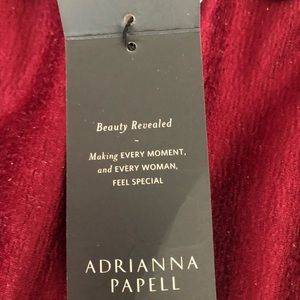 Beauty Revealed
~
Making EVERY MOMENT,
and EVERY WOMAN,
FEEL SPECIAL
ADRIANNA
PAPELL